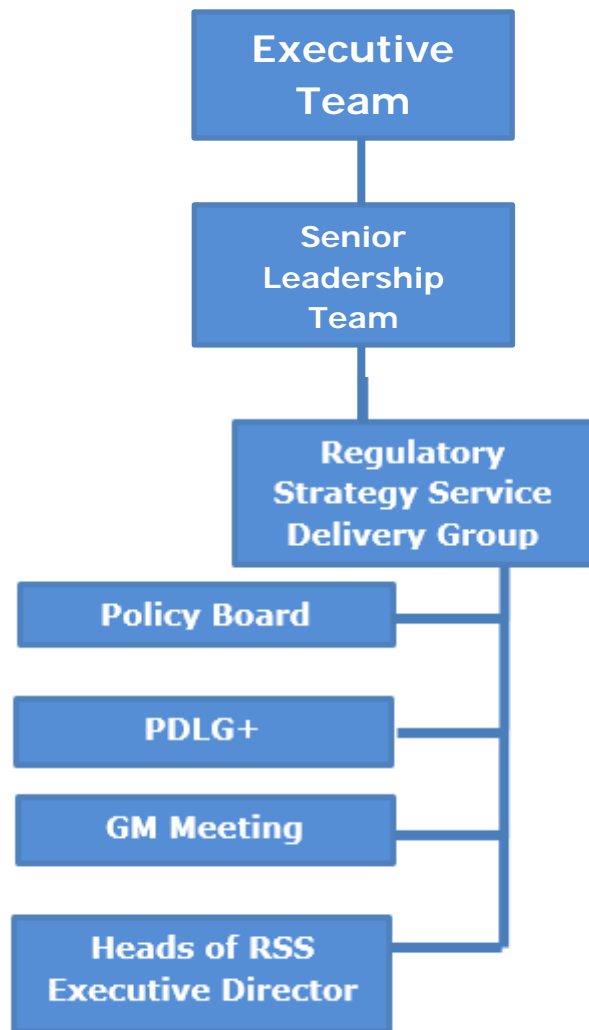 Executive
Team
Senior
Leadership
Team
Regulatory
Strategy Service
Delivery Group
Policy Board
PDLG+
GM Meeting
Heads of RSS
Executive Director